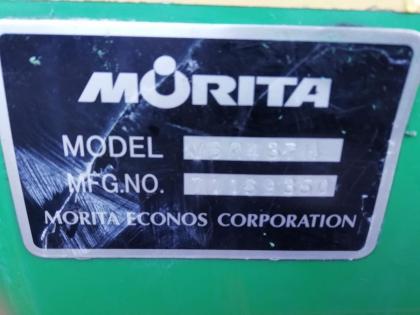 MORITA
MODEL
MFG.NO.
MORITA ECONOS CORPORATION